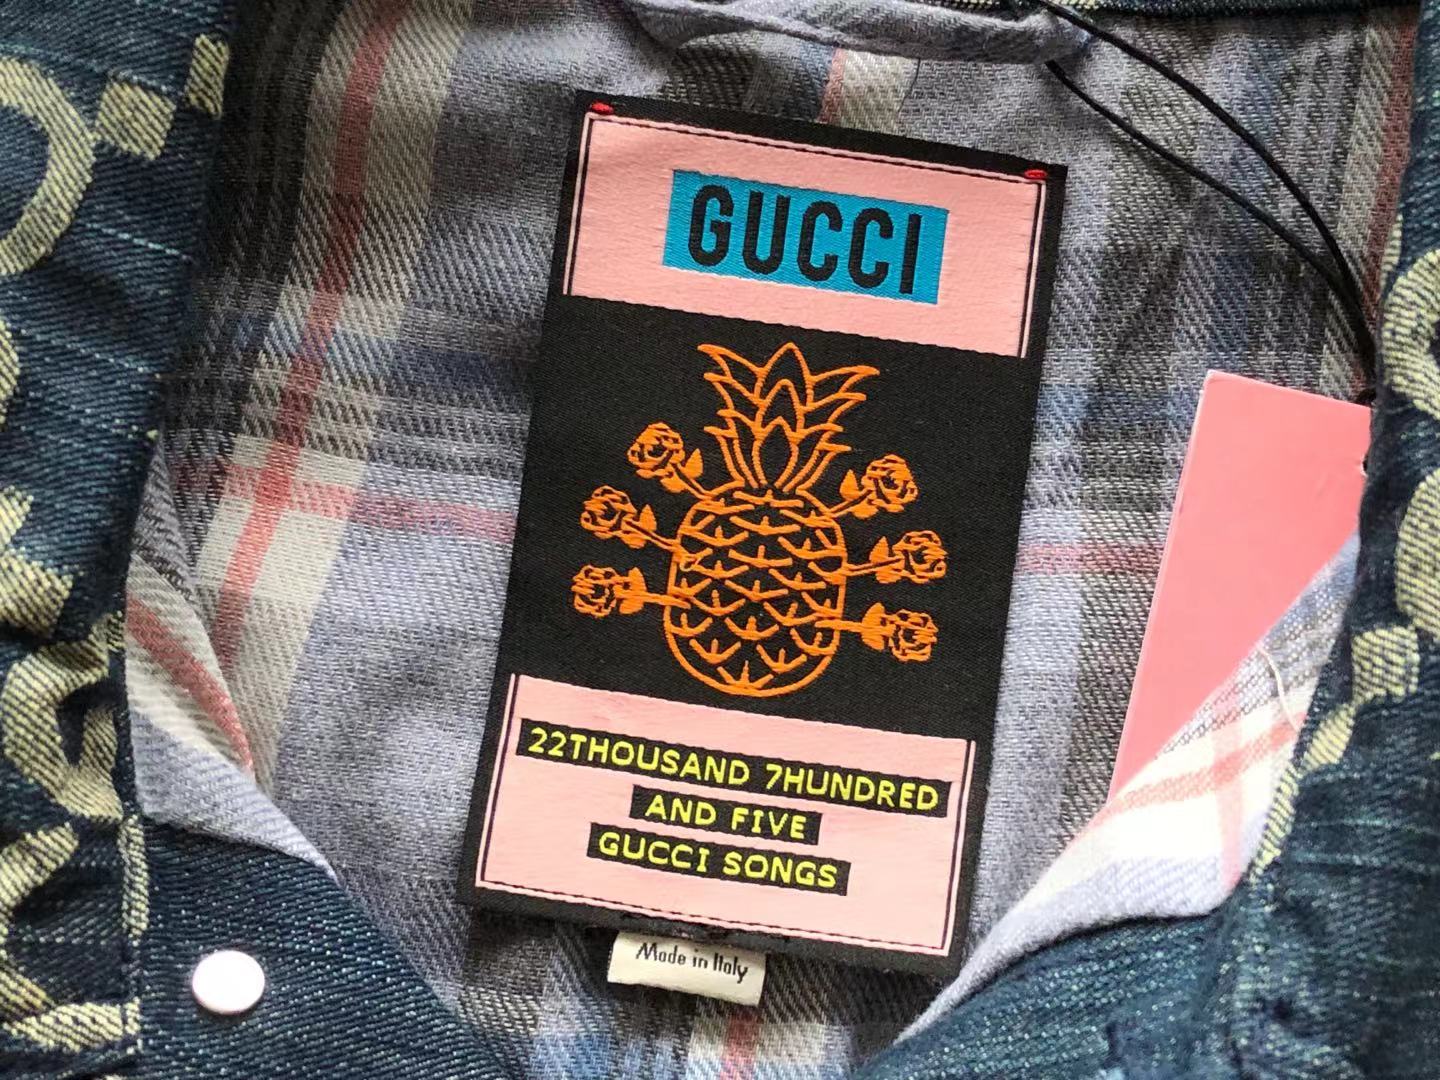 GUCCI
22THOUSAND 7HUNDRED
AND FIVE
GUCCI SONGS
Made in Italy